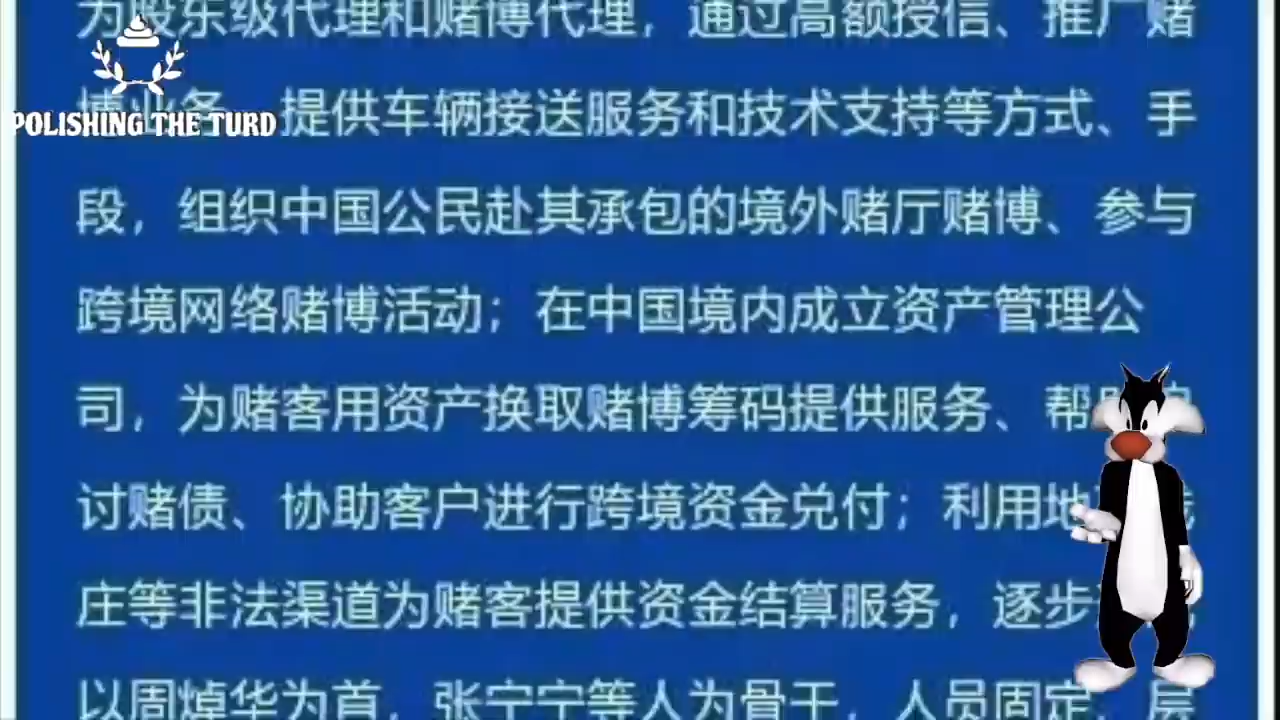 为股东级代理和赌博代理，通过高额授信、推广赌
POLISHING THE TURD
博业务、提供车辆接送服务和技术支持等方式、手
段，组织中国公民赴其承包的境外赌厅赌博、参与
跨境网络赌博活动；在中国境内成立资产管理公
司，为赌客用资产换取赌博筹码提供服务、帮
讨赌债、协助客户进行跨境资金兑付；利用地
庄等非法渠道为赌客提供资金结算服务，逐步
以周焯华为首，张宁宁等人为骨干，人员固定、层